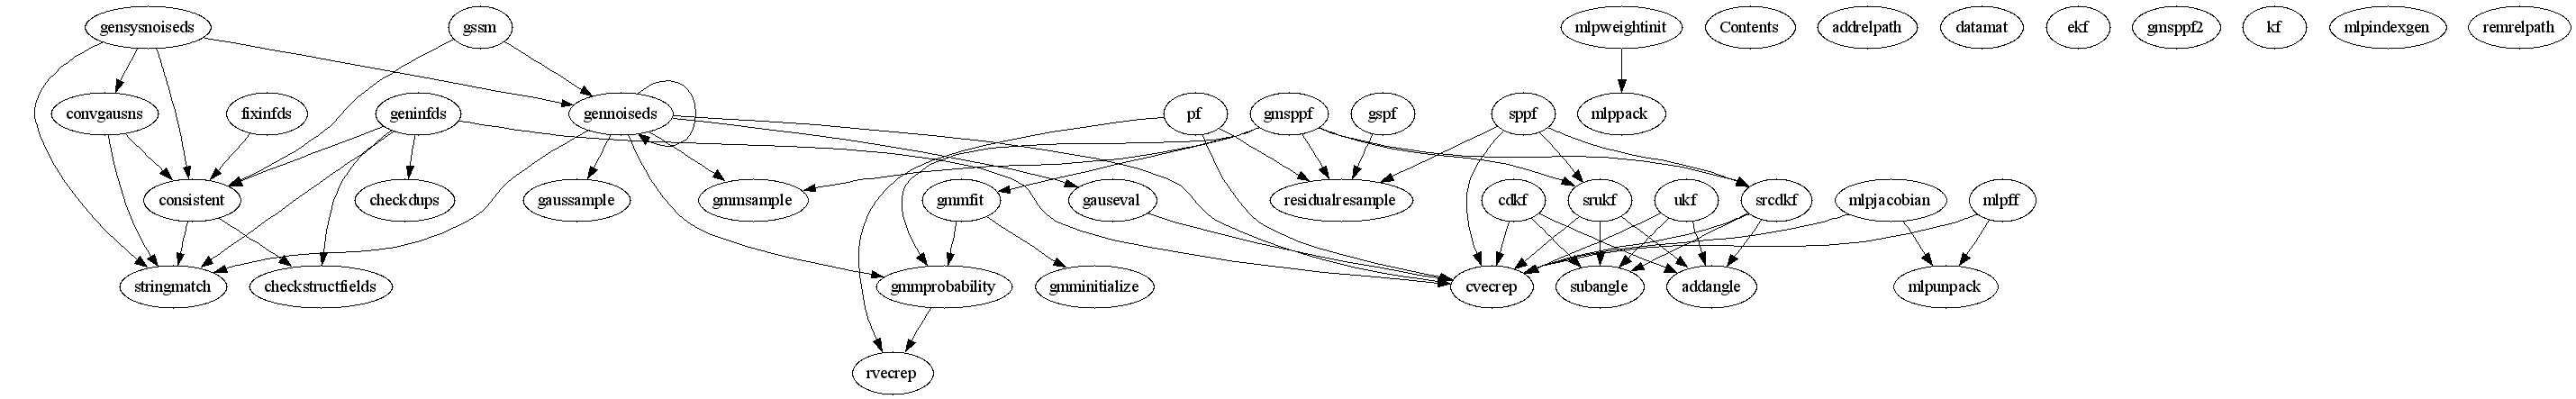 gensysnoiseds gssm mlpweightinit Contents addrelpath datamat ekf gmsppf2 kf mlpindexgen remrelpath
convgausns fixinfds geninfds gennoiseds pf gmsppf gspf sppf mlppack
consistent checkdups gaussample gmmsample gmmfit gauseval residualresample cdkf srukf ukf srcdkf mlpjacobian mlpff
stringmatch checkstructfields gmmprobability gmminitialize cvecrep subangle addangle mlpunpack
rvecrep